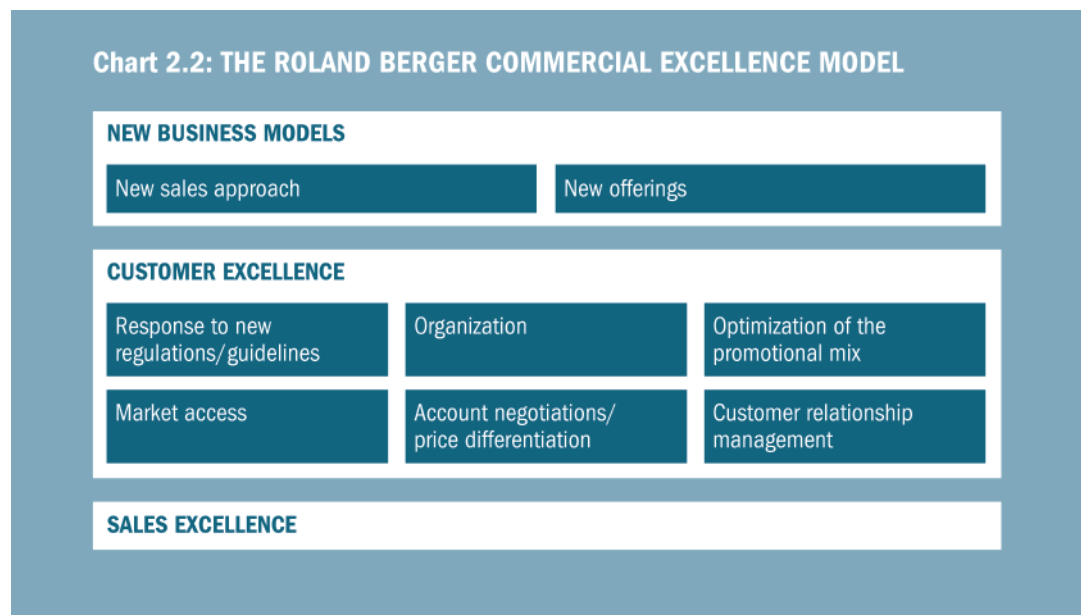 Chart 2.2: THE ROLAND BERGER COMMERCIAL EXCELLENCE MODEL
NEW BUSINESS MODELS
New sales approach
New offerings
CUSTOMER EXCELLENCE
Response to new
regulations/guidelines
Organization
Optimization of the
promotional mix
Market access
Account negotiations/
price differentiation
Customer relationship
management
SALES EXCELLENCE